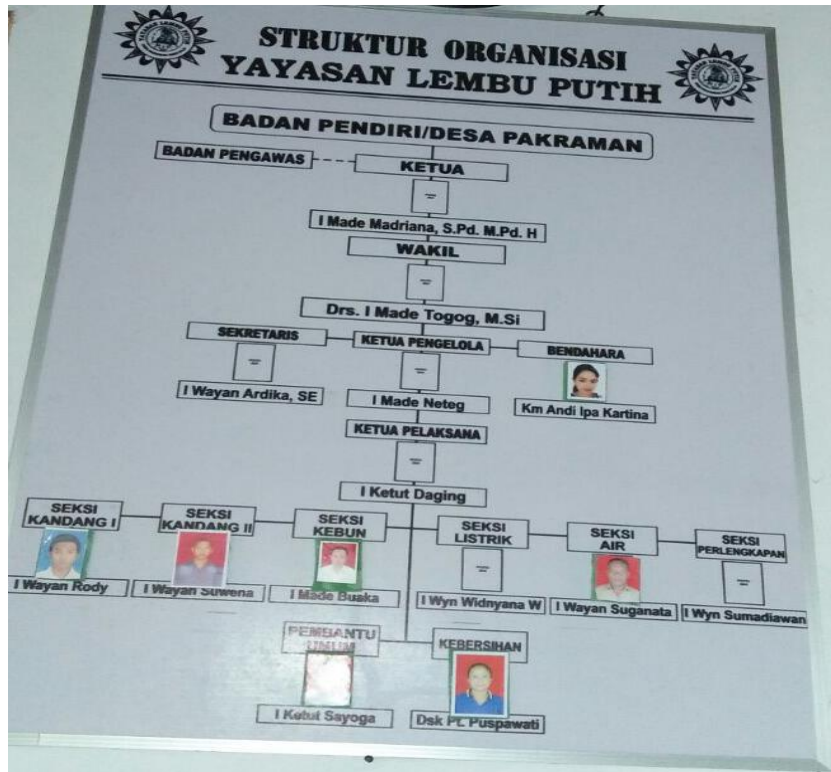 STRUKTUR ORGANISASI
YAYASAN LEMBU PUTIH
BADAN PENDIRI/DESA PAKRAMAN
BADAN PENGAWAS
KETUA
I Made Madriana, S.Pd. M.Pd. H
WAKIL
Drs. I Made Togog, M.Si
SEKRETARIS
KETUA PENGELOLA
BENDAHARA
I Wayan Ardika, SE
I Made Neteg
Km Andi Ipa Kartina
KETUA PELAKSANA
I Ketut Daging
SEKSI
KANDANG I
SEKSI
KANDANG II
SEKSI
KEBUN
SEKSI
LISTRIK
SEKSI
AIR
SEKSI
PERLENGKAPAN
I Wayan Rody
I Wayan Suwena
I Made Buaka
I Wyn Widnyana W
I Wayan Suganata
I Wyn Sumadiawan
PEMBANTU
KEBERSIHAN
I Ketut Sayoga
Dsk Pt. Puspawati